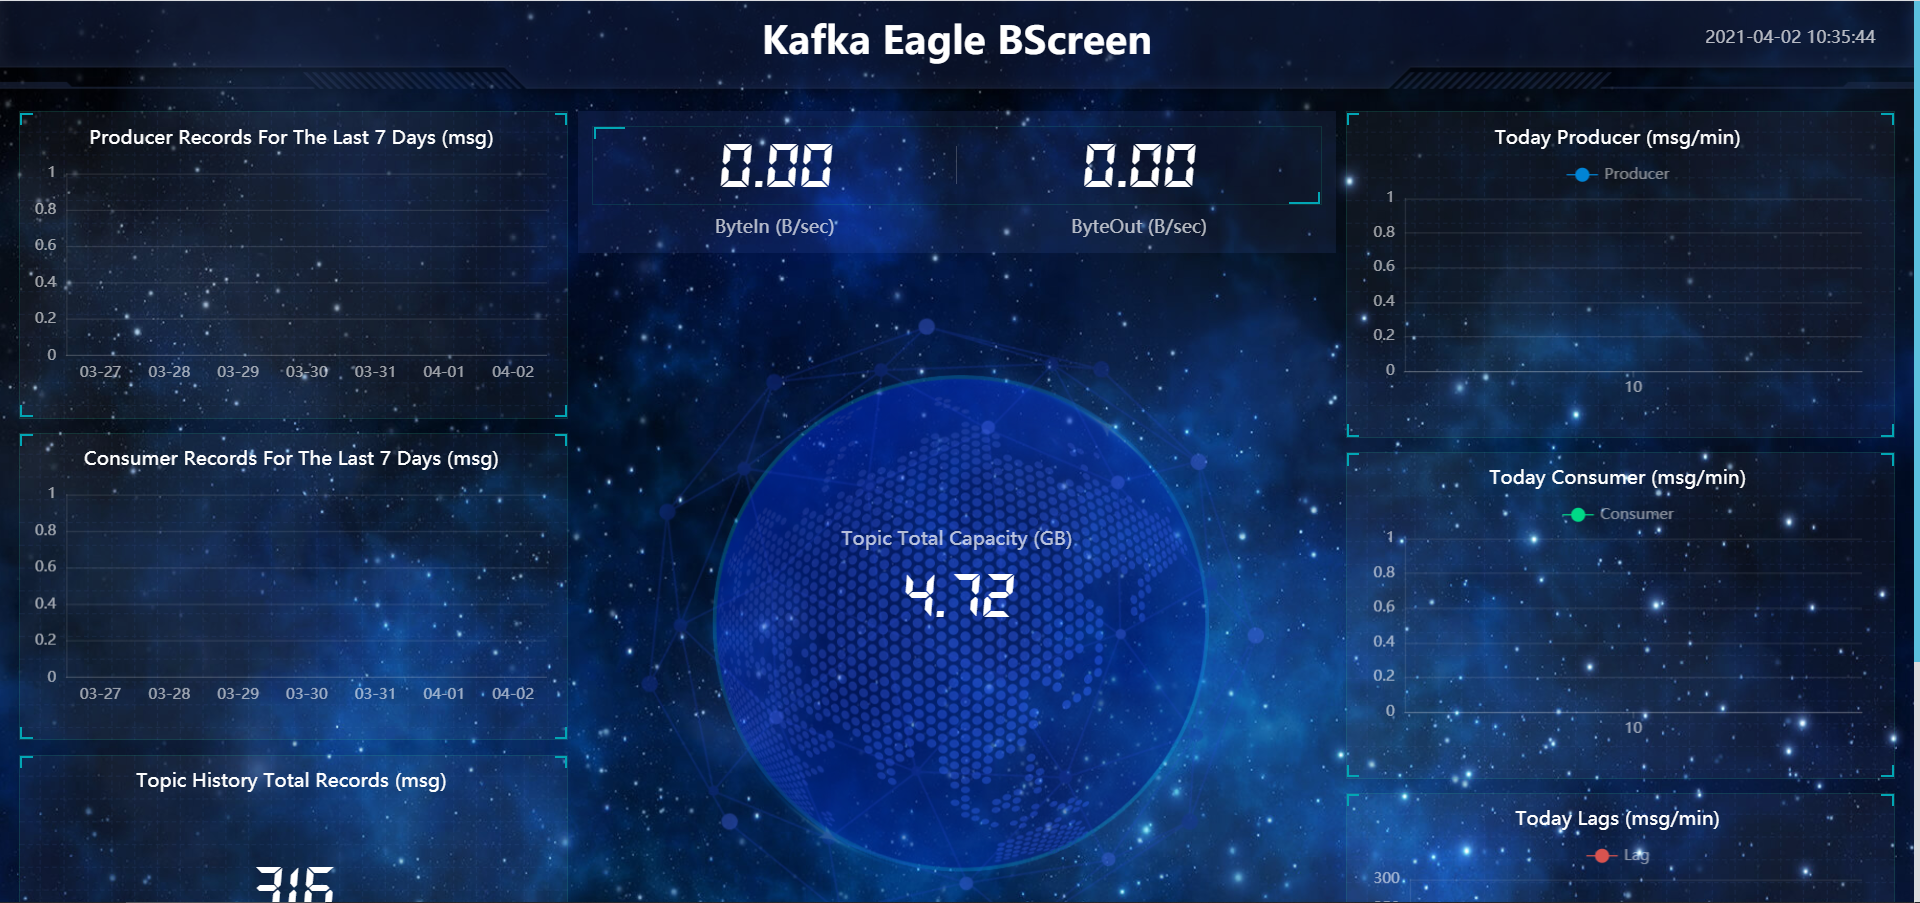 Kafka Eagle BScreen
2021-04-02 10:35:44
Producer Records For The Last 7 Days (msg)
1
0.8
0.6
0.4
0.2
0
03-27 03-28 03-29 03-30 03-31 04-01 04-02
Consumer Records For The Last 7 Days (msg)
1
0.8
0.6
0.4
0.2
0
03-27 03-28 03-29 03-30 03-31 04-01 04-02
Topic History Total Records (msg)
316
0.00 0.00
ByteIn (B/sec) ByteOut (B/sec)
Topic Total Capacity (GB)
4.72
Today Producer (msg/min)
Producer
1
0.8
0.6
0.4
0.2
0
10
Today Consumer (msg/min)
Consumer
1
0.8
0.6
0.4
0.2
0
10
Today Lags (msg/min)
Lag
300